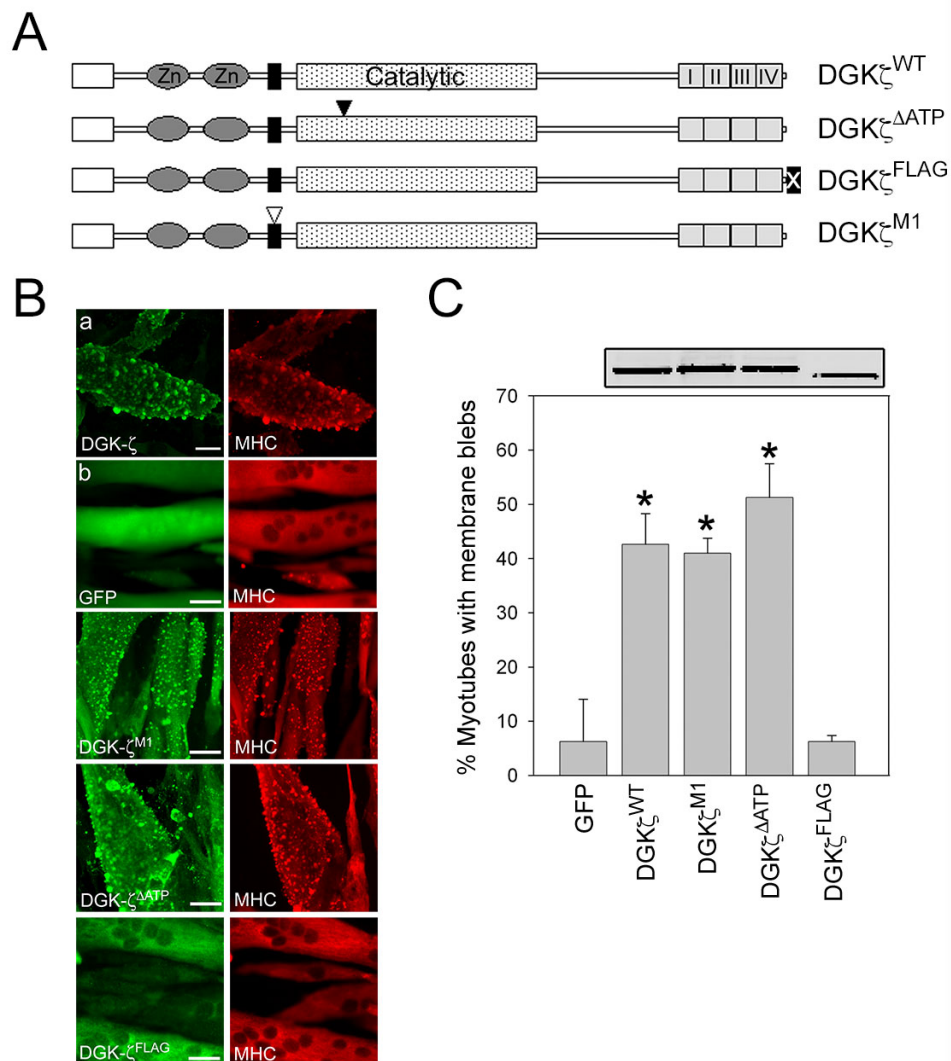 A
Zn Zn Catalytic I II III IV DGKζWT
DGKζΔATP
X DGKζFLAG
DGKζM1
B
a
DGK-ζ MHC
b
GFP MHC
DGK-ζM1 MHC
DGK-ζΔATP MHC
DGK-ζFLAG MHC
C
% Myotubes with membrane blebs
70
60
50
40
30
20
10
0
* * *
GFP
DGKζWT
DGKζM1
DGKζΔATP
DGKζFLAG